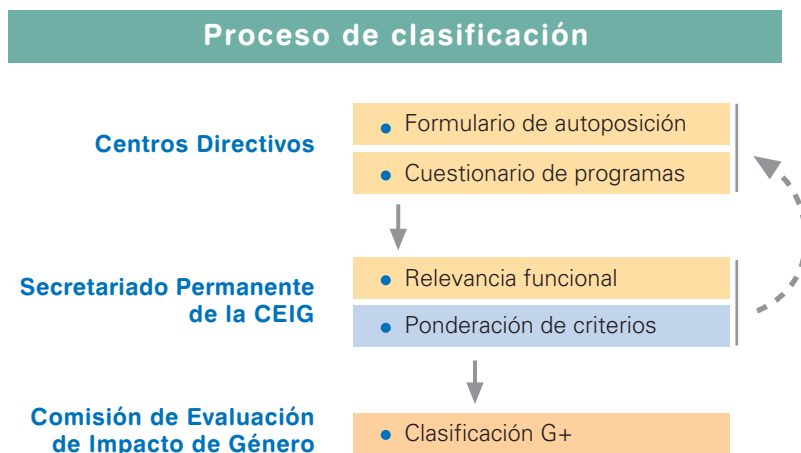 Proceso de clasificación
Centros Directivos
Formulario de autoposición
Cuestionario de programas
Secretariado Permanente
de la CEIG
Relevancia funcional
Ponderación de criterios
Comisión de Evaluación
de Impacto de Género
Clasificación G+